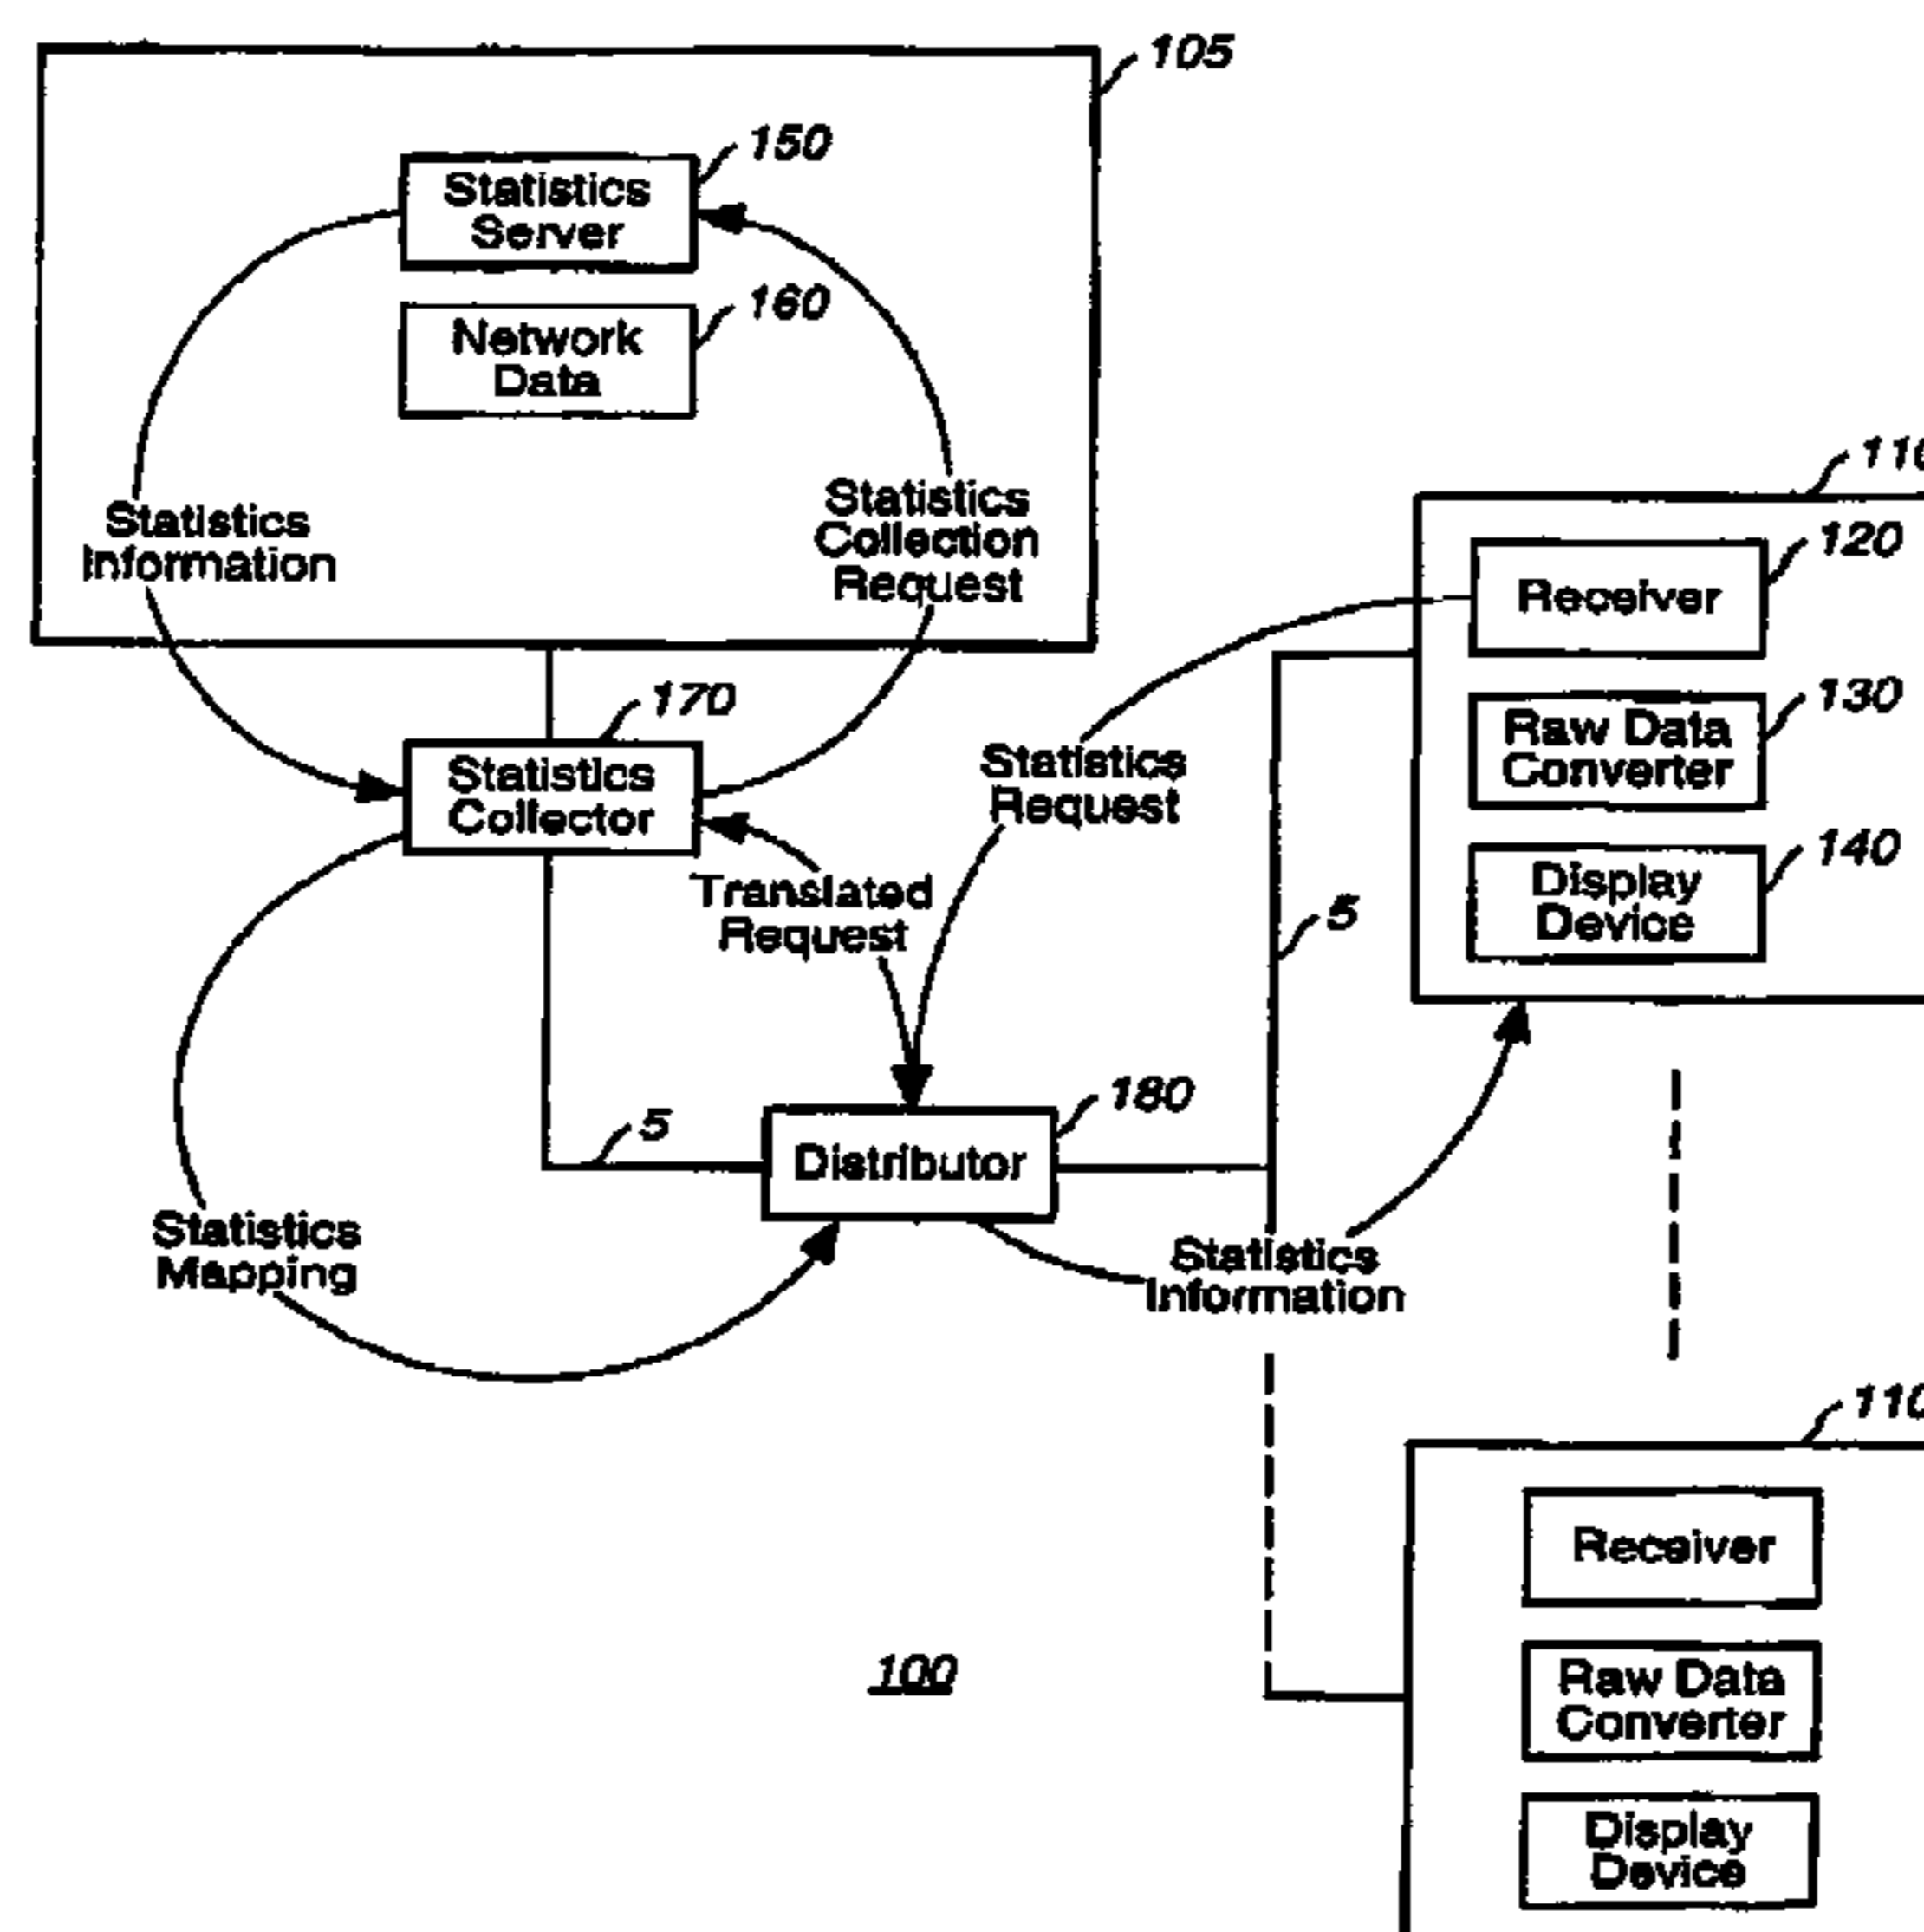 105
150
Statistics
Server
160
Network
Data
Statistics
Information
Statistics
Collection
Request
110
120
Receiver
130
Raw Data
Converter
140
Display
Device
170
Statistics
Collector
Statistics
Request
Translated
Request
5
180
5
Distributor
Statistics
Mapping
Statistics
Information
110
Receiver
Raw Data
Converter
Display
Device
100